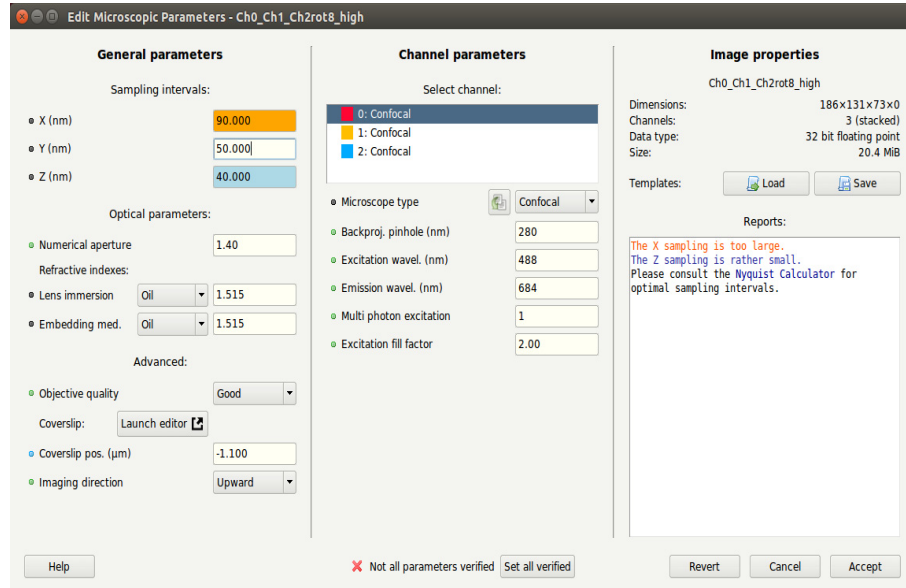 Edit Microscopic Parameters - Ch0_Ch1_Ch2rot8_high
General parameters
Sampling intervals:
X (nm) 90.000
Y (nm) 50.000
Z (nm) 40.000
Optical parameters:
Numerical aperture 1.40
Refractive indexes:
Lens immersion Oil 1.515
Embedding med. Oil 1.515
Advanced:
Objective quality Good
Coverslip: Launch editor
Coverslip pos. (µm) -1.100
Imaging direction Upward
Help
Channel parameters
Select channel:
0: Confocal
1: Confocal
2: Confocal
Microscope type Confocal
Backproj. pinhole (nm) 280
Excitation wavel. (nm) 488
Emission wavel. (nm) 684
Multi photon excitation 1
Excitation fill factor 2.00
Not all parameters verified Set all verified
Image properties
Ch0_Ch1_Ch2rot8_high
Dimensions: 186×131×73×0
Channels: 3 (stacked)
Data type: 32 bit floating point
Size: 20.4 MiB
Templates: Load Save
Reports:
The X sampling is too large.
The Z sampling is rather small.
Please consult the Nyquist Calculator for
optimal sampling intervals.
Revert Cancel Accept